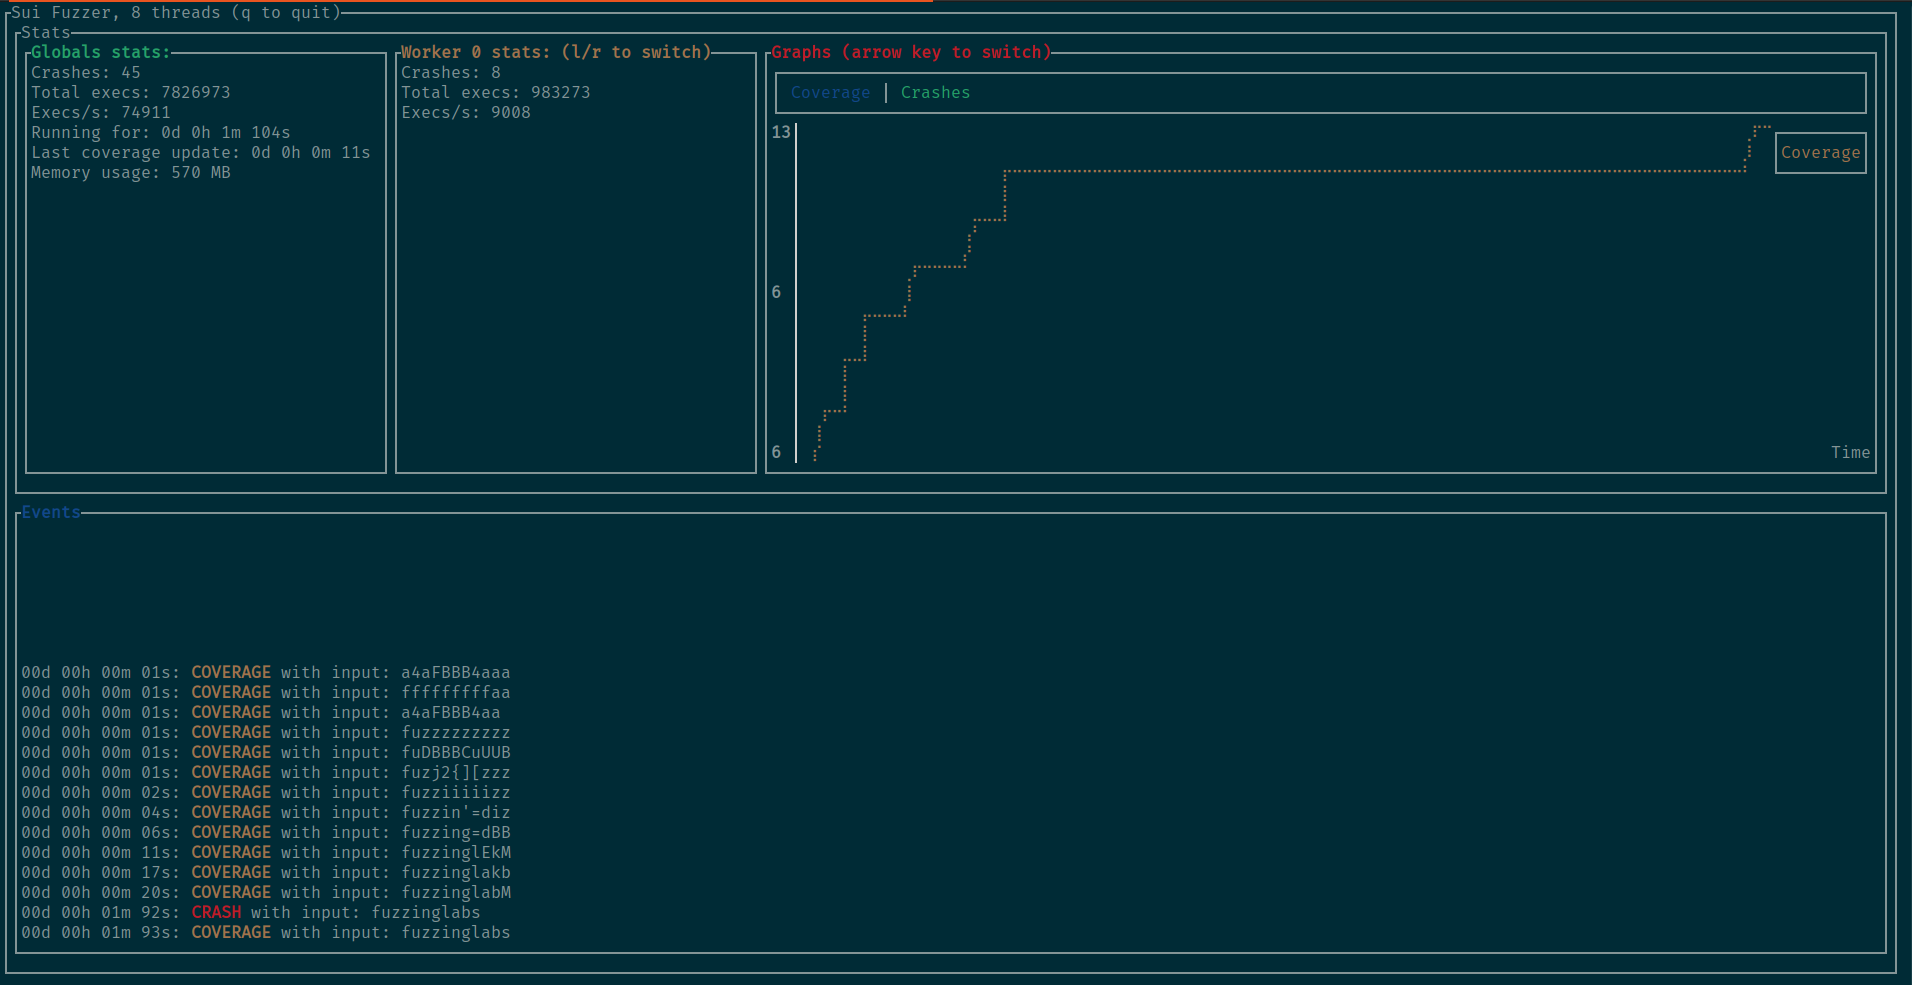 Sui Fuzzer, 8 threads (q to quit)
Stats
Globals stats:
Crashes: 45
Total execs: 7826973
Execs/s: 74911
Running for: 0d 0h 1m 104s
Last coverage update: 0d 0h 0m 11s
Memory usage: 570 MB
Worker 0 stats: (l/r to switch)
Crashes: 8
Total execs: 983273
Execs/s: 9008
Graphs (arrow key to switch)
Coverage | Crashes
13
Coverage
6
6
Time
Events
00d 00h 00m 01s: COVERAGE with input: a4aFBBB4aaa
00d 00h 00m 01s: COVERAGE with input: fffffffffaa
00d 00h 00m 01s: COVERAGE with input: a4aFBBB4aa
00d 00h 00m 01s: COVERAGE with input: fuzzzzzzzzz
00d 00h 00m 01s: COVERAGE with input: fuDBBBCuUUB
00d 00h 00m 01s: COVERAGE with input: fuzj2{][zzz
00d 00h 00m 02s: COVERAGE with input: fuzziiiiizz
00d 00h 00m 04s: COVERAGE with input: fuzzin'=diz
00d 00h 00m 06s: COVERAGE with input: fuzzing=dBB
00d 00h 00m 11s: COVERAGE with input: fuzzinglEkM
00d 00h 00m 17s: COVERAGE with input: fuzzinglakb
00d 00h 00m 20s: COVERAGE with input: fuzzinglabM
00d 00h 01m 92s: CRASH with input: fuzzinglabs
00d 00h 01m 93s: COVERAGE with input: fuzzinglabs